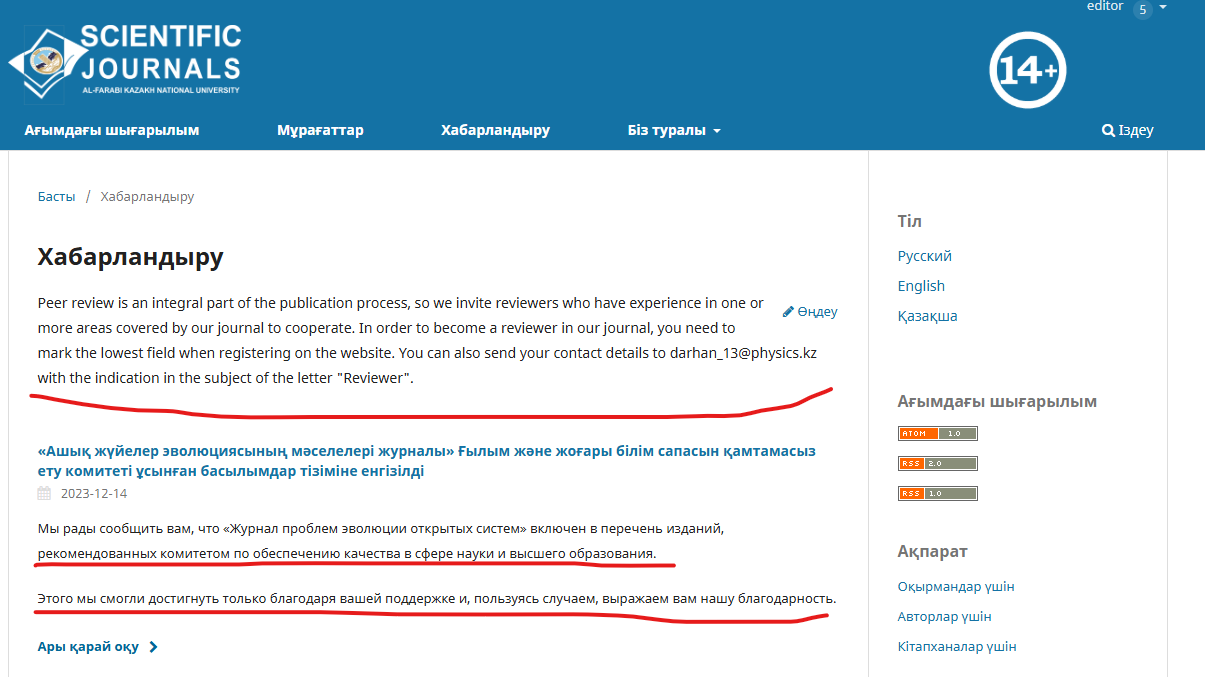 editor 5
SCIENTIFIC
JOURNALS
AL-FARABI KAZAKH NATIONAL UNIVERSITY
14+
Ағымдағы шығарылым Мұрағаттар Хабарландыру Біз туралы Іздеу
Басты / Хабарландыру
Хабарландыру
Peer review is an integral part of the publication process, so we invite reviewers who have experience in one or
more areas covered by our journal to cooperate. In order to become a reviewer in our journal, you need to
mark the lowest field when registering on the website. You can also send your contact details to darhan_13@physics.kz
with the indication in the subject of the letter "Reviewer".
Өңдеу
«Ашық жүйелер эволюциясының мәселелері журналы» Ғылым және жоғары білім сапасын қамтамасыз
ету комитеті ұсынған басылымдар тізіміне енгізілді
2023-12-14
Мы рады сообщить вам, что «Журнал проблем эволюции открытых систем» включен в перечень изданий,
рекомендованных комитетом по обеспечению качества в сфере науки и высшего образования.
Этого мы смогли достигнуть только благодаря вашей поддержке и, пользуясь случаем, выражаем вам нашу благодарность.
Ары қарай оқу
Тіл
Русский
English
Қазақша
Ағымдағы шығарылым
ATOM 1.0
RSS 2.0
RSS 1.0
Ақпарат
Оқырмандар үшін
Авторлар үшін
Кітапханалар үшін